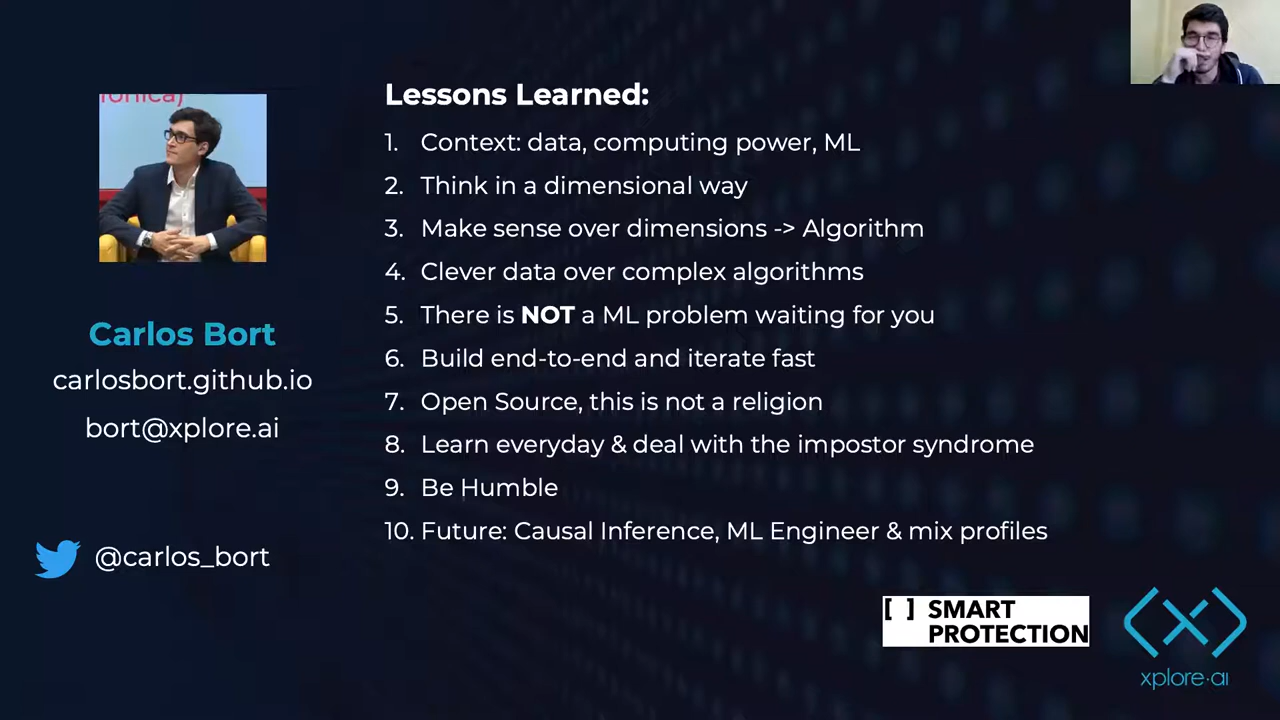 fónica)
Carlos Bort
carlosbort.github.io
bort@xplore.ai
@carlos_bort
Lessons Learned:
1. Context: data, computing power, ML
2. Think in a dimensional way
3. Make sense over dimensions -> Algorithm
4. Clever data over complex algorithms
5. There is NOT a ML problem waiting for you
6. Build end-to-end and iterate fast
7. Open Source, this is not a religion
8. Learn everyday & deal with the impostor syndrome
9. Be Humble
10. Future: Causal Inference, ML Engineer & mix profiles
[ ] SMART
PROTECTION
xplore·ai